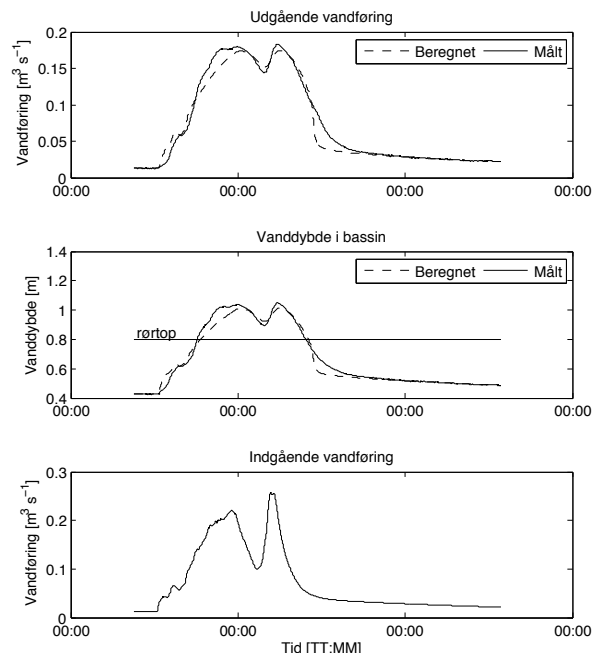 Udgående vandføring
Vandføring [m³ s⁻¹]
0.2
0.15
0.1
0.05
0
Beregnet
Målt
00:00
00:00
00:00
00:00
Vanddybde i bassin
Vanddybde [m]
1.4
1.2
1
0.8
0.6
0.4
Beregnet
Målt
rørtop
00:00
00:00
00:00
00:00
Indgående vandføring
Vandføring [m³ s⁻¹]
0.3
0.2
0.1
0
00:00
00:00
00:00
00:00
Tid [TT:MM]